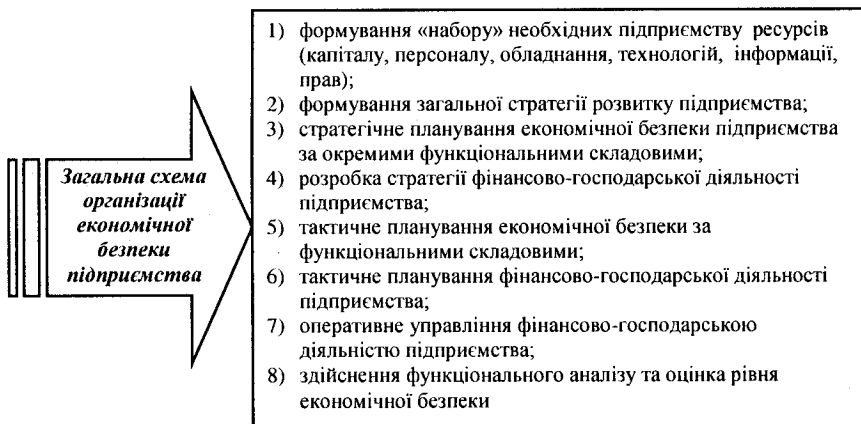 Загальна схема
організації
економічної
безпеки
підприємства
1) формування «набору» необхідних підприємству ресурсів
(капіталу, персоналу, обладнання, технологій, інформації,
прав);
2) формування загальної стратегії розвитку підприємства;
3) стратегічне планування економічної безпеки підприємства
за окремими функціональними складовими;
4) розробка стратегії фінансово-господарської діяльності
підприємства;
5) тактичне планування економічної безпеки за
функціональними складовими;
6) тактичне планування фінансово-господарської діяльності
підприємства;
7) оперативне управління фінансово-господарською
діяльністю підприємства;
8) здійснення функціонального аналізу та оцінка рівня
економічної безпеки